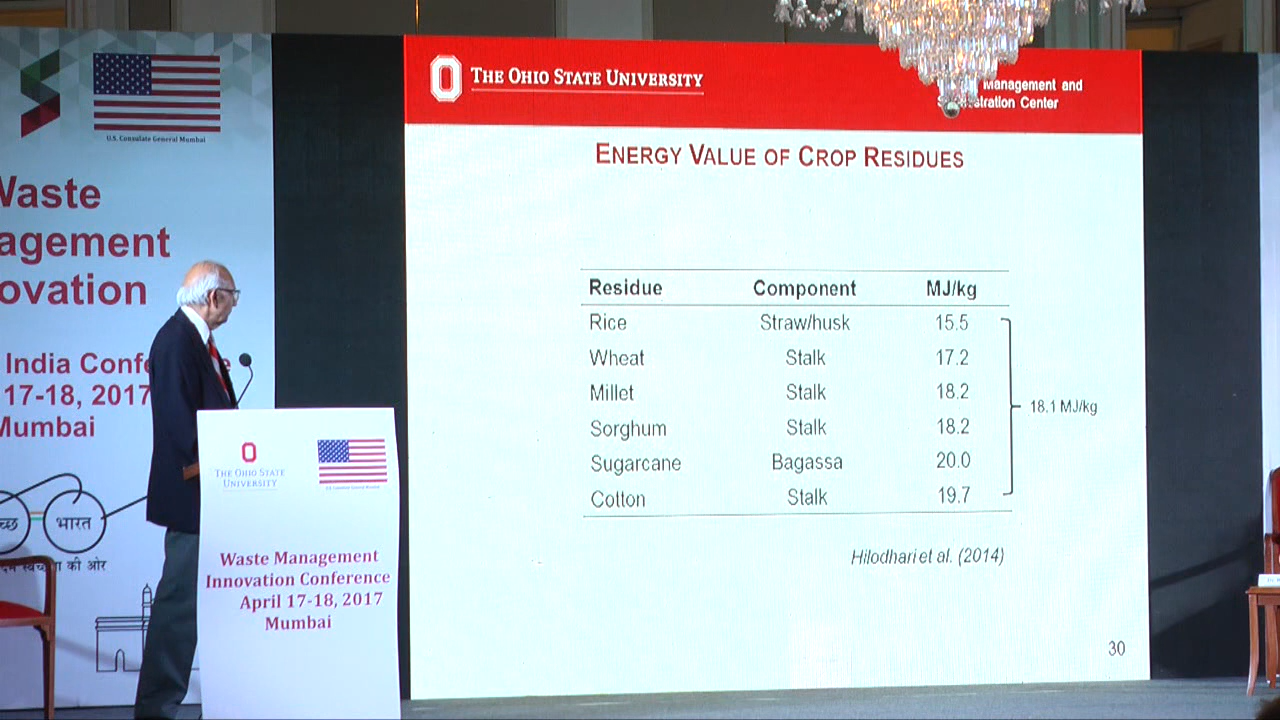 U.S. Consulate General Mumbai
Waste
agement
ovation
India Conf
17-18, 2017
Mumbai
भारत
की ओर
THE OHIO STATE UNIVERSITY
Management and
stration Center
ENERGY VALUE OF CROP RESIDUES
Residue Component MJ/kg
Rice Straw/husk 15.5
Wheat Stalk 17.2
Millet Stalk 18.2
Sorghum Stalk 18.2
Sugarcane Bagassa 20.0
Cotton Stalk 19.7
18.1 MJ/kg
Hilodhari et al. (2014)
30
THE OHIO STATE
UNIVERSITY
Waste Management
Innovation Conference
April 17-18, 2017
Mumbai